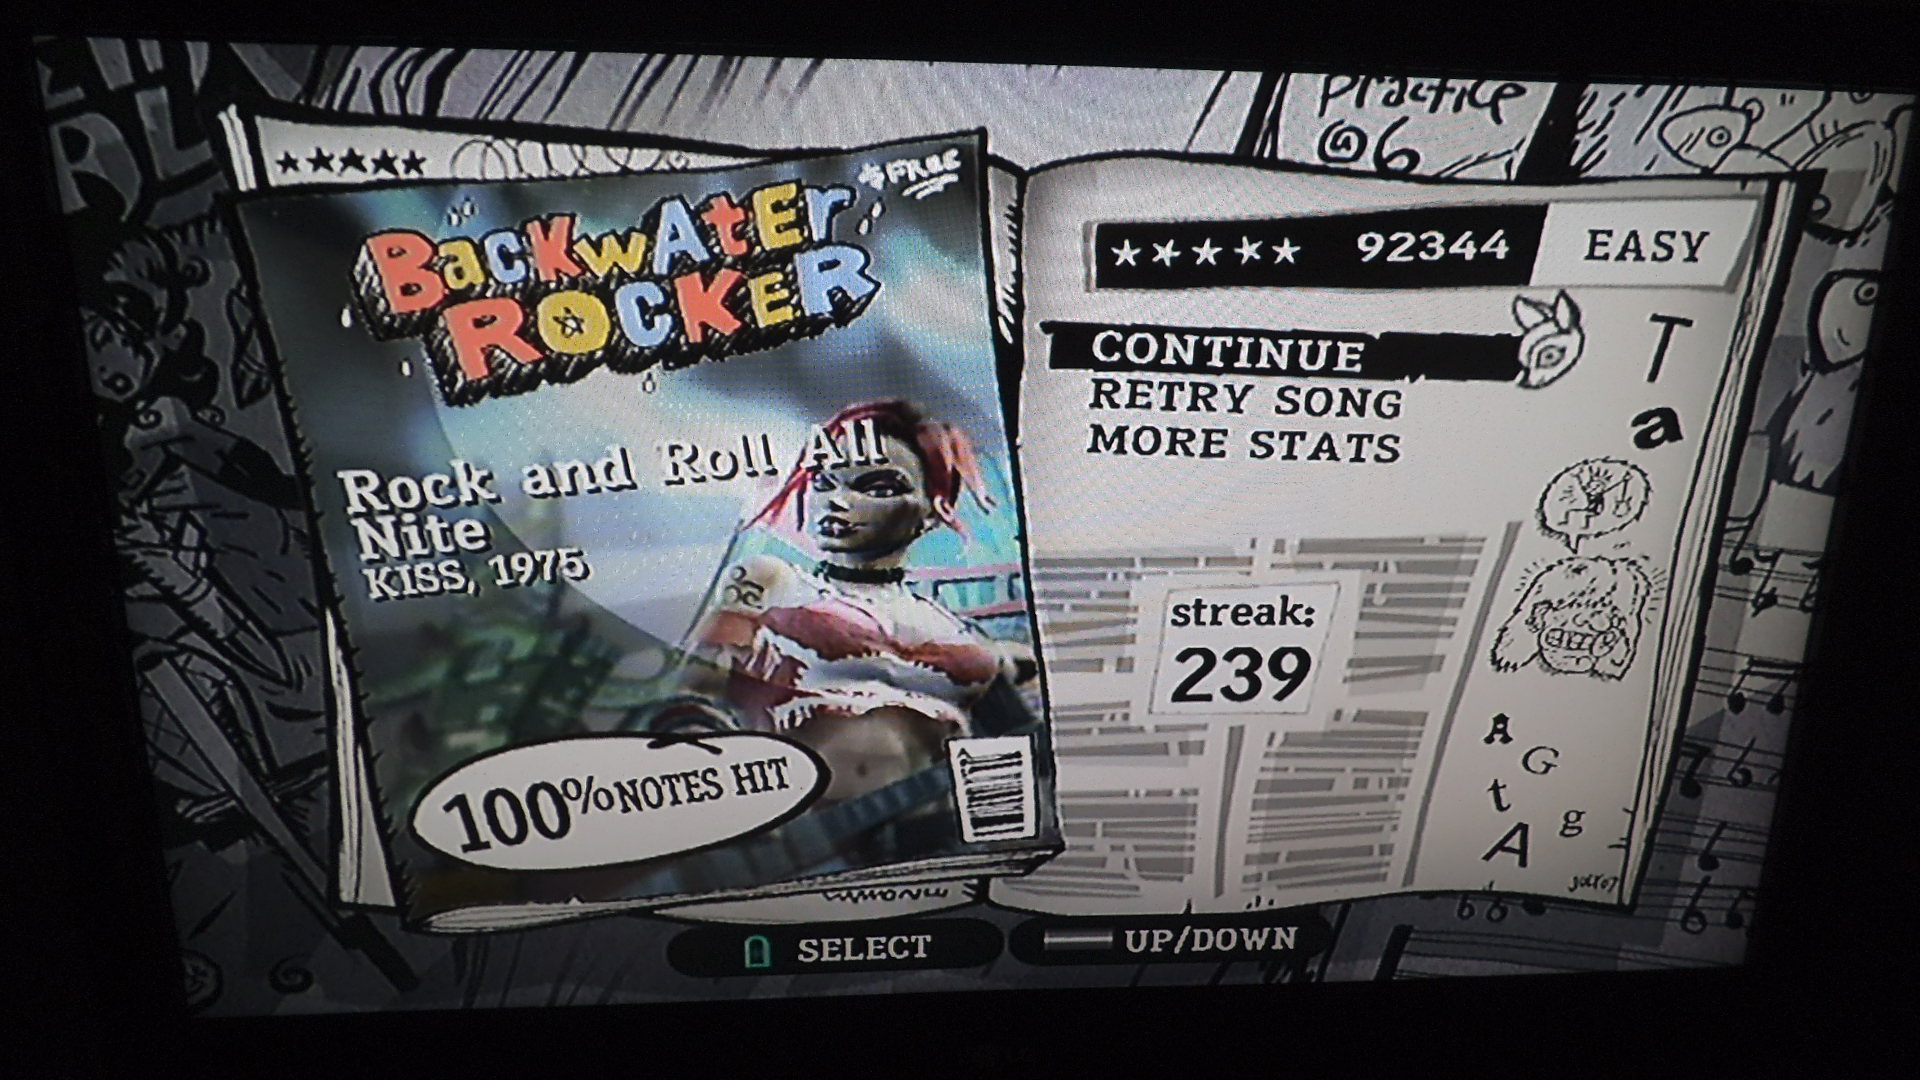 Practice
@6
$FREE
BACKWATER
ROCKER
Rock and Roll All
Nite
KISS, 1975
100% NOTES HIT
92344
EASY
CONTINUE
RETRY SONG
MORE STATS
T
a
streak:
239
A
G
t
g
A
SELECT
UP/DOWN